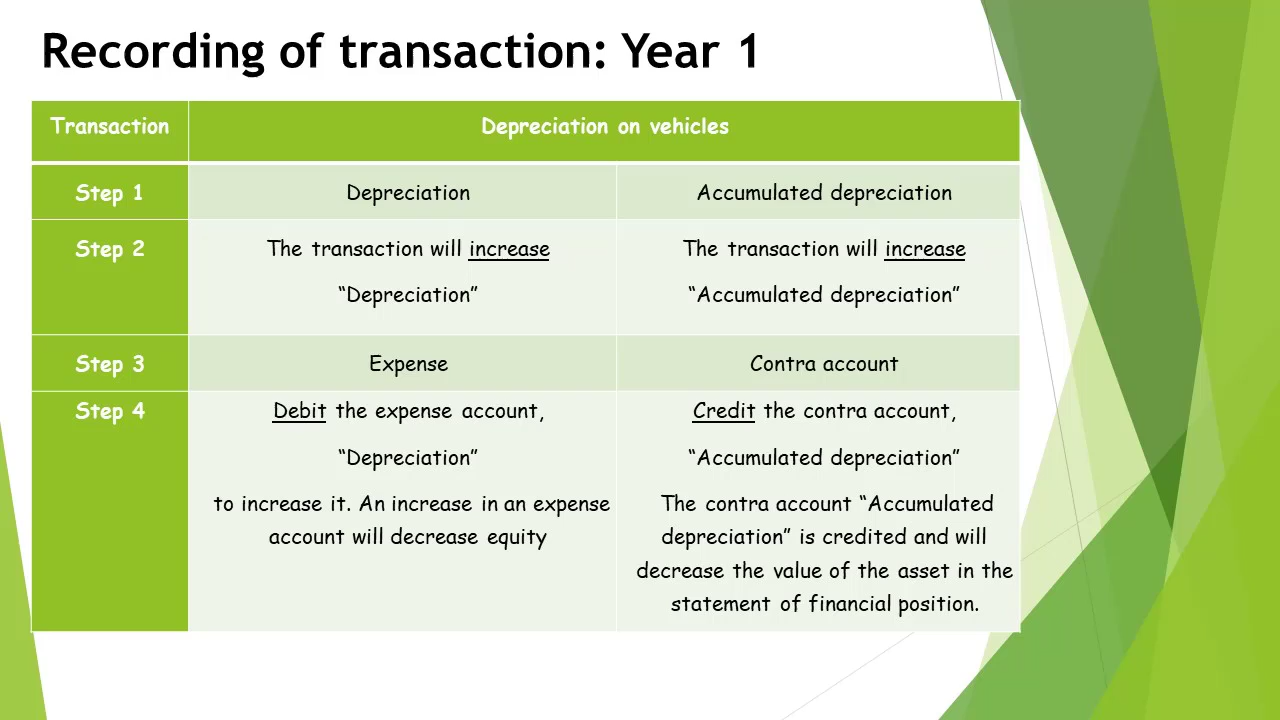 Recording of transaction: Year 1
Transaction
Depreciation on vehicles
Step 1
Depreciation
Accumulated depreciation
Step 2
The transaction will increase
“Depreciation”
The transaction will increase
“Accumulated depreciation”
Step 3
Expense
Contra account
Step 4
Debit the expense account,
“Depreciation”
to increase it. An increase in an expense
account will decrease equity
Credit the contra account,
“Accumulated depreciation”
The contra account “Accumulated
depreciation” is credited and will
decrease the value of the asset in the
statement of financial position.